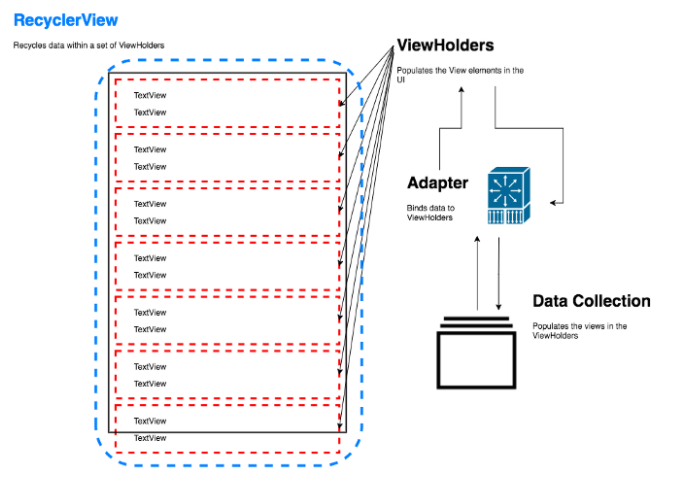 RecyclerView
Recycles data within a set of ViewHolders
TextView
TextView
TextView
TextView
TextView
TextView
TextView
TextView
TextView
TextView
TextView
TextView
TextView
TextView
ViewHolders
Populates the View elements in the
UI
Adapter
Binds data to
ViewHolders
Data Collection
Populates the views in the
ViewHolders